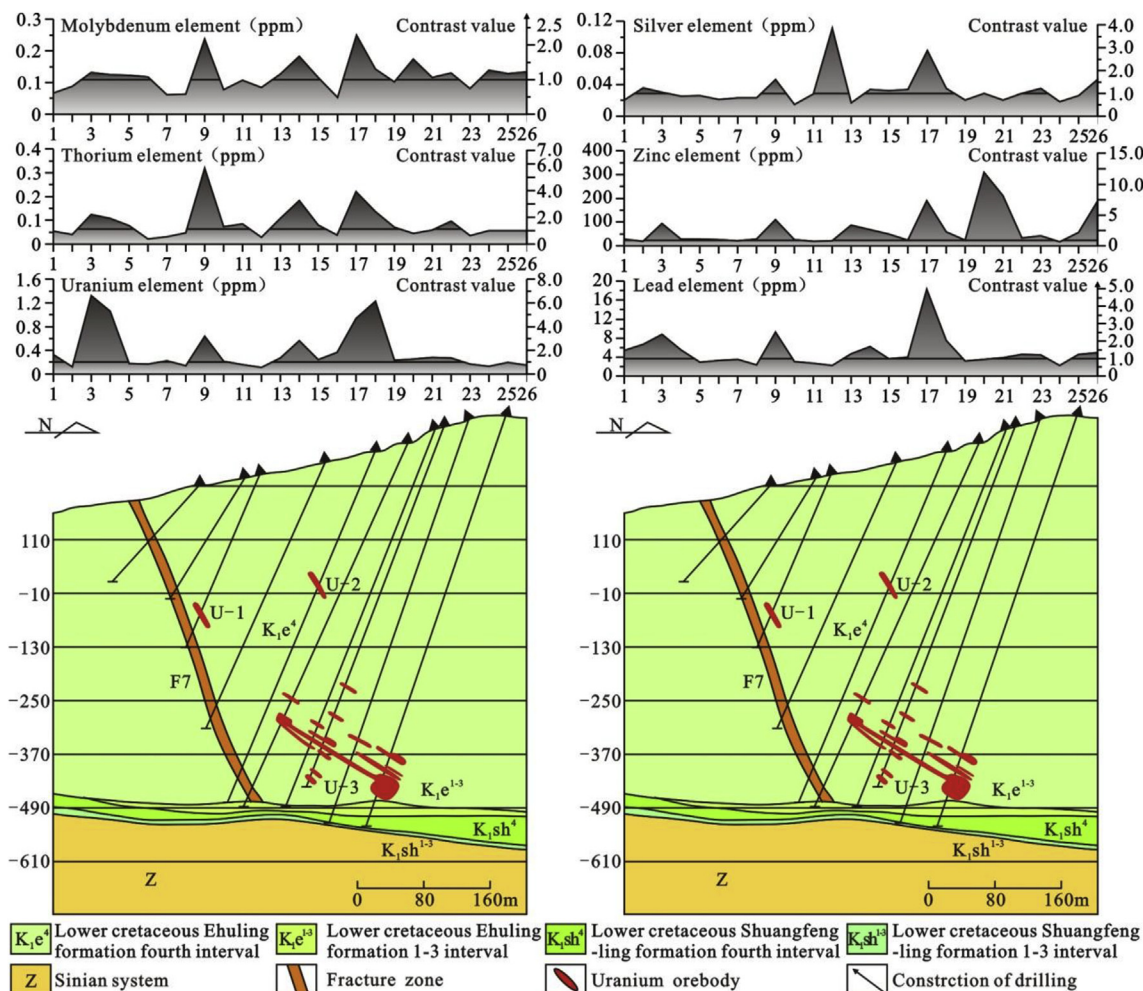 Molybdenum element (ppm) Contrast value
0.3
0.2
0.1
0
2.5
2.0
1.0
0
1 3 5 7 9 11 13 15 17 19 21 23 2526
Silver element (ppm) Contrast value
0.12
0.08
0.04
0
4.0
3.0
2.0
1.0
0
1 3 5 7 9 11 13 15 17 19 21 23 2526
Thorium element (ppm) Contrast value
0.4
0.3
0.2
0.1
0
7.0
6.0
4.0
2.0
0
1 3 5 7 9 11 13 15 17 19 21 23 2526
Zinc element (ppm) Contrast value
400
300
200
100
0
15.0
10.0
5.0
0
1 3 5 7 9 11 13 15 17 19 21 23 2526
Uranium element (ppm) Contrast value
1.6
1.2
0.8
0.4
0
8.0
6.0
4.0
2.0
0
1 3 5 7 9 11 13 15 17 19 21 23 2526
Lead element (ppm) Contrast value
20
16
12
8
4
0
5.0
4.0
3.0
2.0
1.0
0
1 3 5 7 9 11 13 15 17 19 21 23 2526
N
110
-10
-130
-250
-370
-490
-610
U-2
U-1
K₁e⁴
F7
U-3
K₁e¹⁻³
K₁sh⁴
K₁sh¹⁻³
Z
0 80 160m
N
U-2
U-1
K₁e⁴
F7
U-3
K₁e¹⁻³
K₁sh⁴
K₁sh¹⁻³
Z
0 80 160m
K₁e⁴ Lower cretaceous Ehuling
formation fourth interval
K₁e¹⁻³ Lower cretaceous Ehuling
formation 1-3 interval
K₁sh⁴ Lower cretaceous Shuangfeng
-ling formation fourth interval
K₁sh¹⁻³ Lower cretaceous Shuangfeng
-ling formation 1-3 interval
Z Sinian system
Fracture zone
Uranium orebody
Constrction of drilling